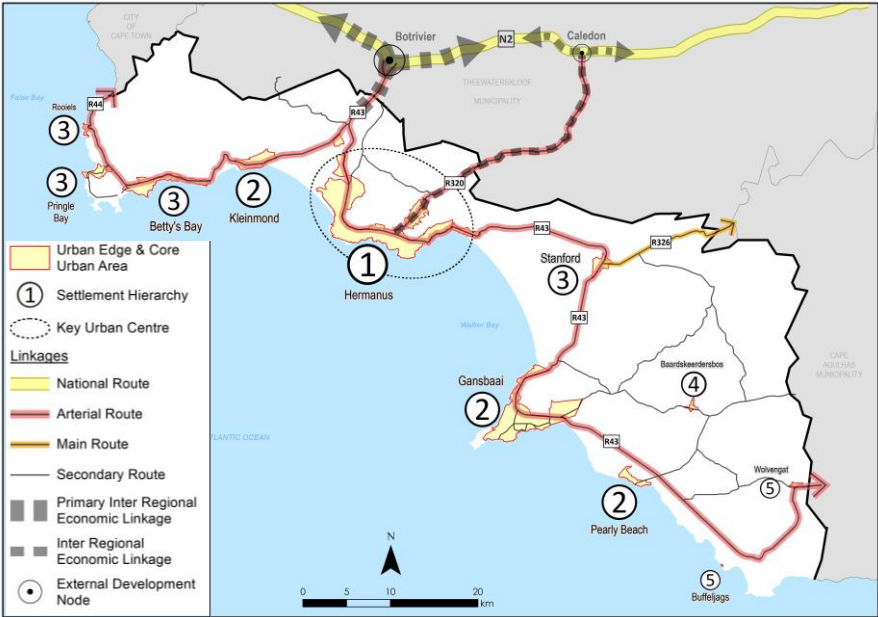 CITY
OF
CAPE TOWN
Botrivier
N2
Caledon
THEEWATERSKLOOF
MUNICIPALITY
False Bay
R44
Rooiels
3
R43
3
Pringle
Bay
3
Betty's Bay
2
Kleinmond
R320
1
Hermanus
R43
R326
Stanford
3
Walker Bay
R43
CAPE
AGULHAS
MUNICIPALITY
Baardskeerdersbos
4
Gansbaai
2
R43
ATLANTIC OCEAN
Wolvengat
5
2
Pearly Beach
5
Buffeljags
Urban Edge & Core
Urban Area
1
Settlement Hierarchy
Key Urban Centre
Linkages
National Route
Arterial Route
Main Route
Secondary Route
Primary Inter Regional
Economic Linkage
Inter Regional
Economic Linkage
External Development
Node
N
0 5 10 20
km